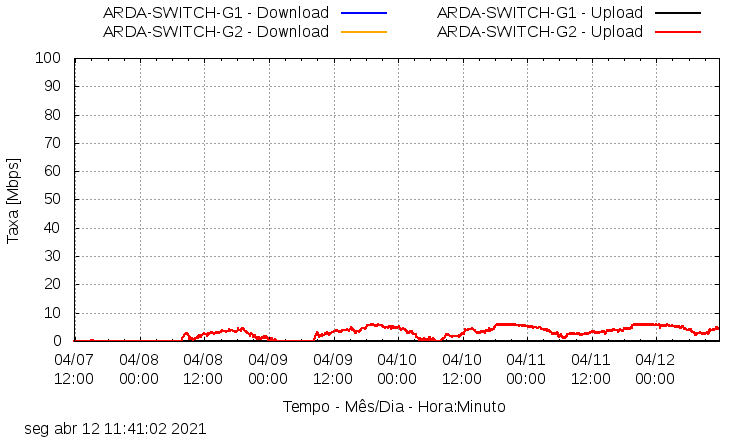 ARDA-SWITCH-G1 - Download ARDA-SWITCH-G1 - Upload
ARDA-SWITCH-G2 - Download ARDA-SWITCH-G2 - Upload
100
90
80
70
60
50
40
30
20
10
0
Taxa [Mbps]
04/07 04/08 04/08 04/09 04/09 04/10 04/10 04/11 04/11 04/12
12:00 00:00 12:00 00:00 12:00 00:00 12:00 00:00 12:00 00:00
Tempo - Mês/Dia - Hora:Minuto
seg abr 12 11:41:02 2021